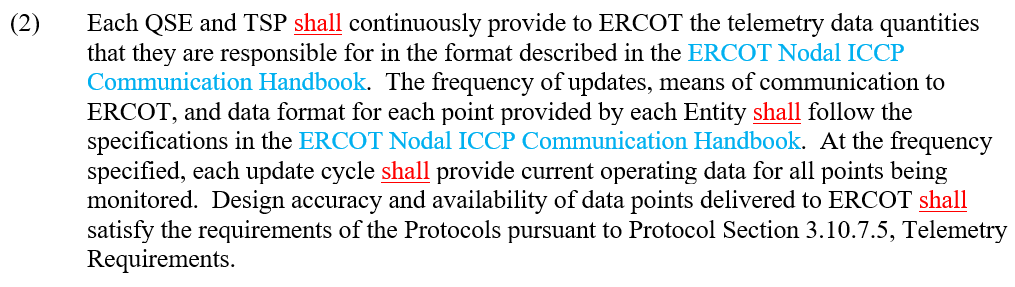 (2) Each QSE and TSP shall continuously provide to ERCOT the telemetry data quantities
that they are responsible for in the format described in the ERCOT Nodal ICCP
Communication Handbook.  The frequency of updates, means of communication to
ERCOT, and data format for each point provided by each Entity shall follow the
specifications in the ERCOT Nodal ICCP Communication Handbook.  At the frequency
specified, each update cycle shall provide current operating data for all points being
monitored.  Design accuracy and availability of data points delivered to ERCOT shall
satisfy the requirements of the Protocols pursuant to Protocol Section 3.10.7.5, Telemetry
Requirements.